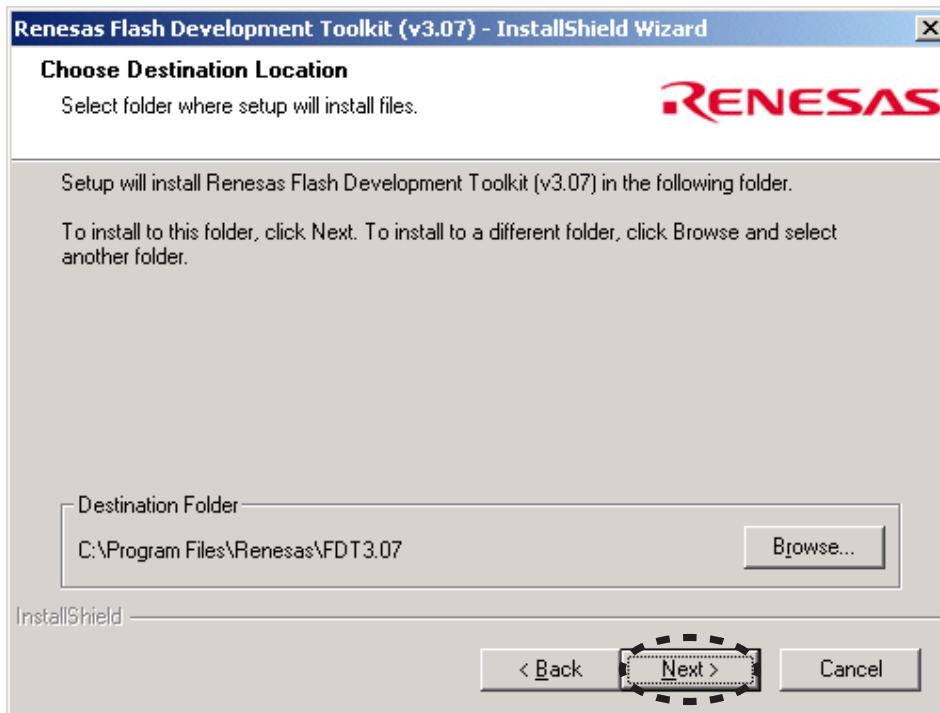 Renesas Flash Development Toolkit (v3.07) - InstallShield Wizard
Choose Destination Location
Select folder where setup will install files.
RENESAS
Setup will install Renesas Flash Development Toolkit (v3.07) in the following folder.
To install to this folder, click Next. To install to a different folder, click Browse and select
another folder.
Destination Folder
C:\Program Files\Renesas\FDT3.07
Browse...
InstallShield
< Back
Next >
Cancel